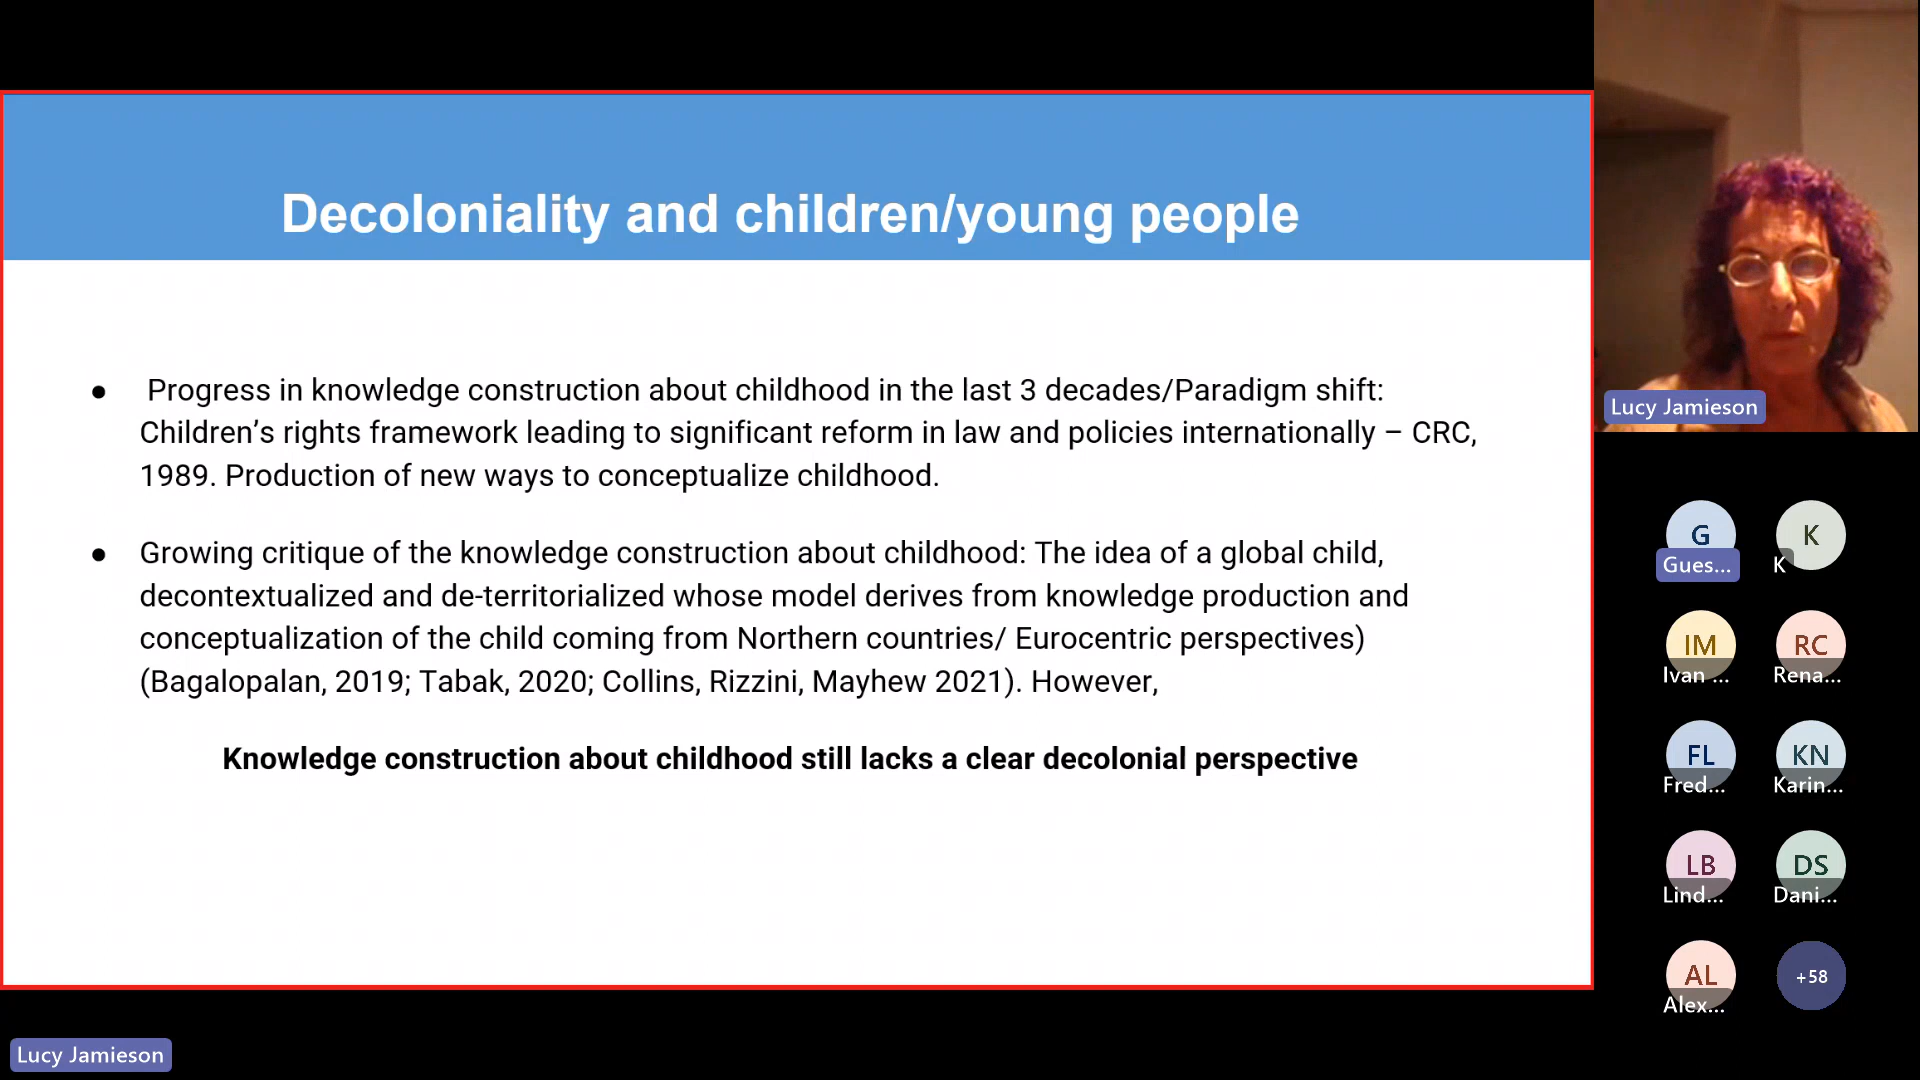 Decoloniality and children/young people
● Progress in knowledge construction about childhood in the last 3 decades/Paradigm shift:
Children’s rights framework leading to significant reform in law and policies internationally – CRC,
1989. Production of new ways to conceptualize childhood.
● Growing critique of the knowledge construction about childhood: The idea of a global child,
decontextualized and de-territorialized whose model derives from knowledge production and
conceptualization of the child coming from Northern countries/ Eurocentric perspectives)
(Bagalopalan, 2019; Tabak, 2020; Collins, Rizzini, Mayhew 2021). However,
Knowledge construction about childhood still lacks a clear decolonial perspective
Lucy Jamieson
G
K
Gues...
K
IM
RC
Ivan ...
Rena...
FL
KN
Fred...
Karin...
LB
DS
Lind...
Dani...
AL
+58
Alex...
Lucy Jamieson